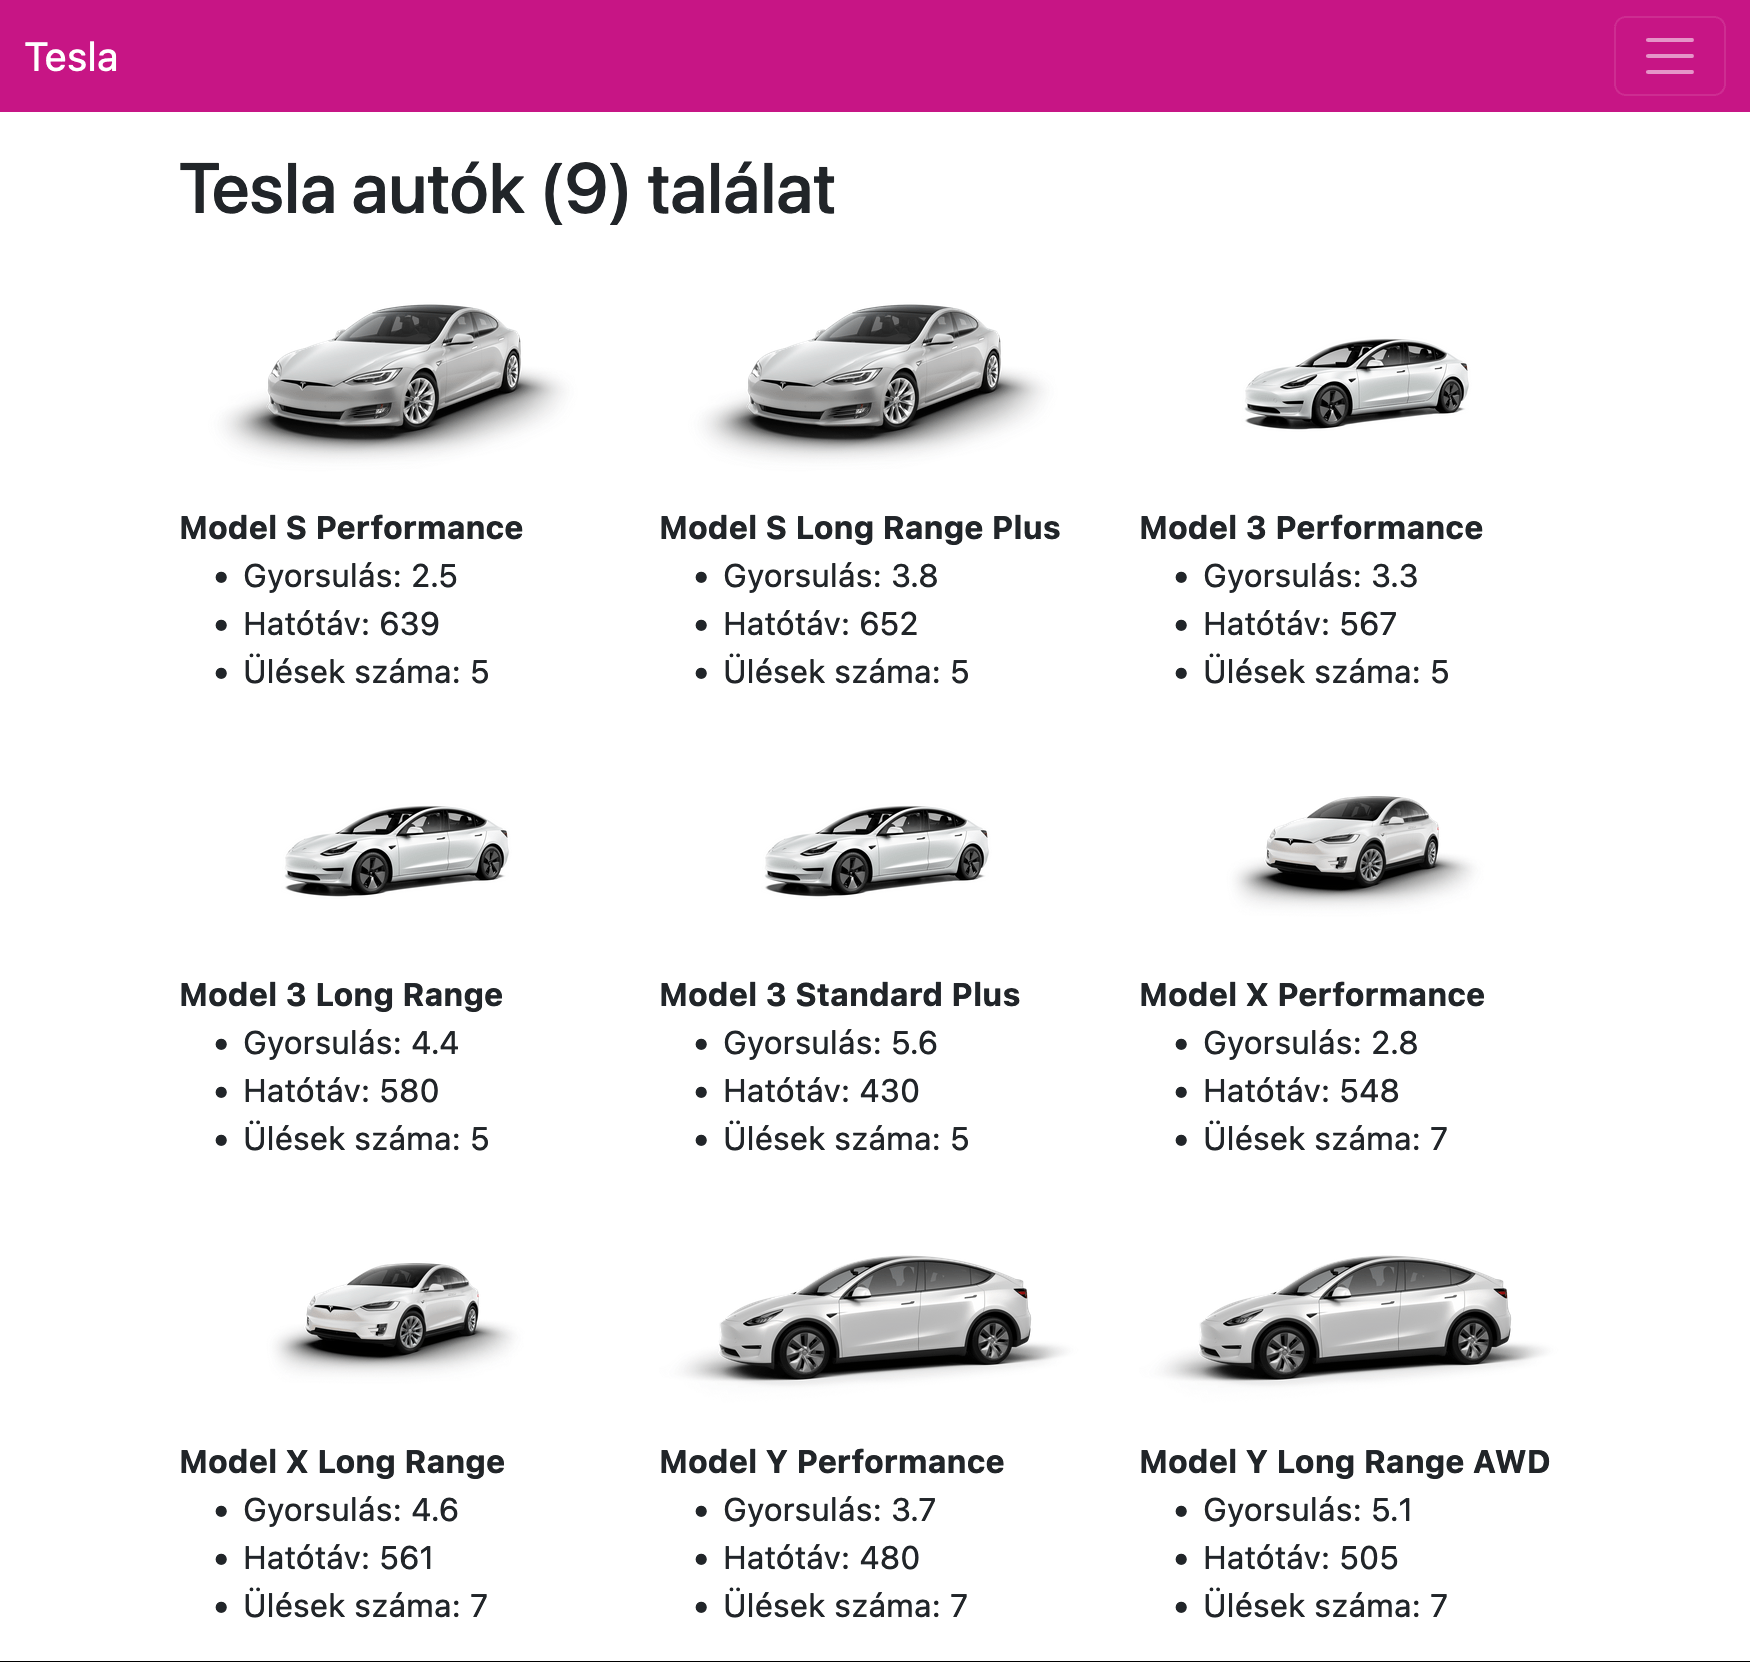 Tesla
Tesla autók (9) találat
Model S Performance
Gyorsulás: 2.5
Hatótáv: 639
Ülések száma: 5
Model S Long Range Plus
Gyorsulás: 3.8
Hatótáv: 652
Ülések száma: 5
Model 3 Performance
Gyorsulás: 3.3
Hatótáv: 567
Ülések száma: 5
Model 3 Long Range
Gyorsulás: 4.4
Hatótáv: 580
Ülések száma: 5
Model 3 Standard Plus
Gyorsulás: 5.6
Hatótáv: 430
Ülések száma: 5
Model X Performance
Gyorsulás: 2.8
Hatótáv: 548
Ülések száma: 7
Model X Long Range
Gyorsulás: 4.6
Hatótáv: 561
Ülések száma: 7
Model Y Performance
Gyorsulás: 3.7
Hatótáv: 480
Ülések száma: 7
Model Y Long Range AWD
Gyorsulás: 5.1
Hatótáv: 505
Ülések száma: 7